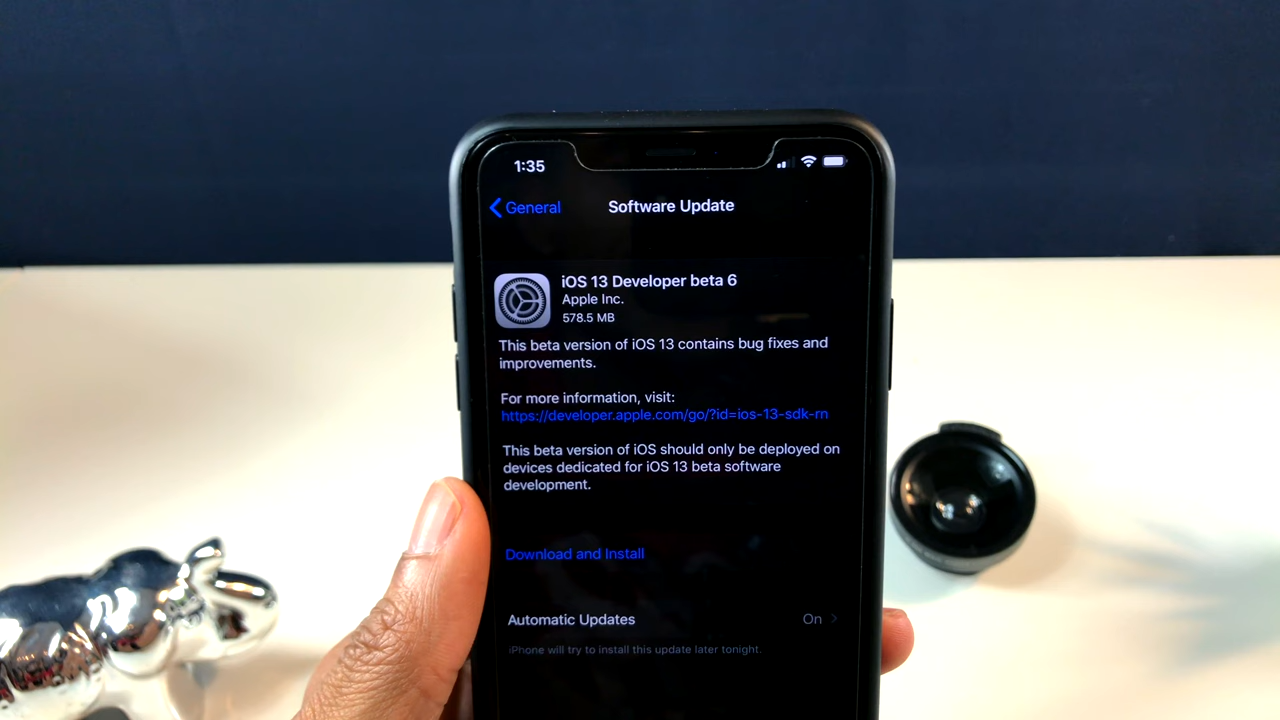 1:35
General
Software Update
iOS 13 Developer beta 6
Apple Inc.
578.5 MB
This beta version of iOS 13 contains bug fixes and
improvements.
For more information, visit:
https://developer.apple.com/go/?id=ios-13-sdk-rn
This beta version of iOS should only be deployed on
devices dedicated for iOS 13 beta software
development.
Download and Install
Automatic Updates On
iPhone will try to install this update later tonight.